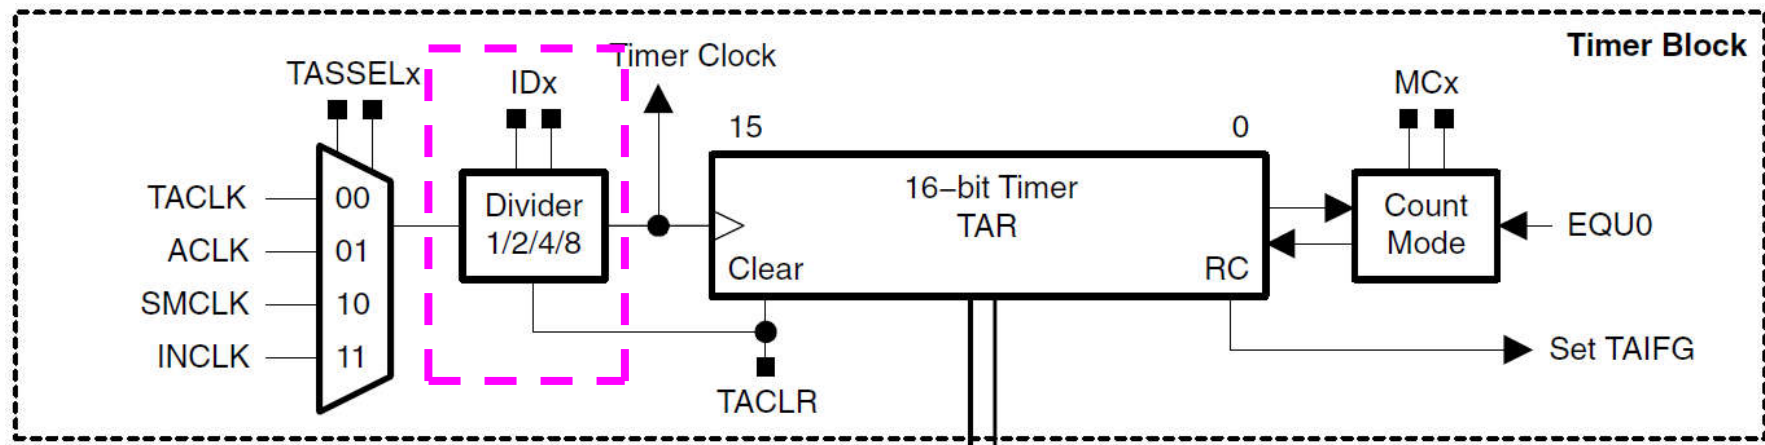 Timer Block
Timer Clock
TASSELx
IDx
MCx
15
0
TACLK
00
Divider
1/2/4/8
16–bit Timer
TAR
Count
Mode
EQU0
ACLK
01
Clear
RC
SMCLK
10
INCLK
11
Set TAIFG
TACLR